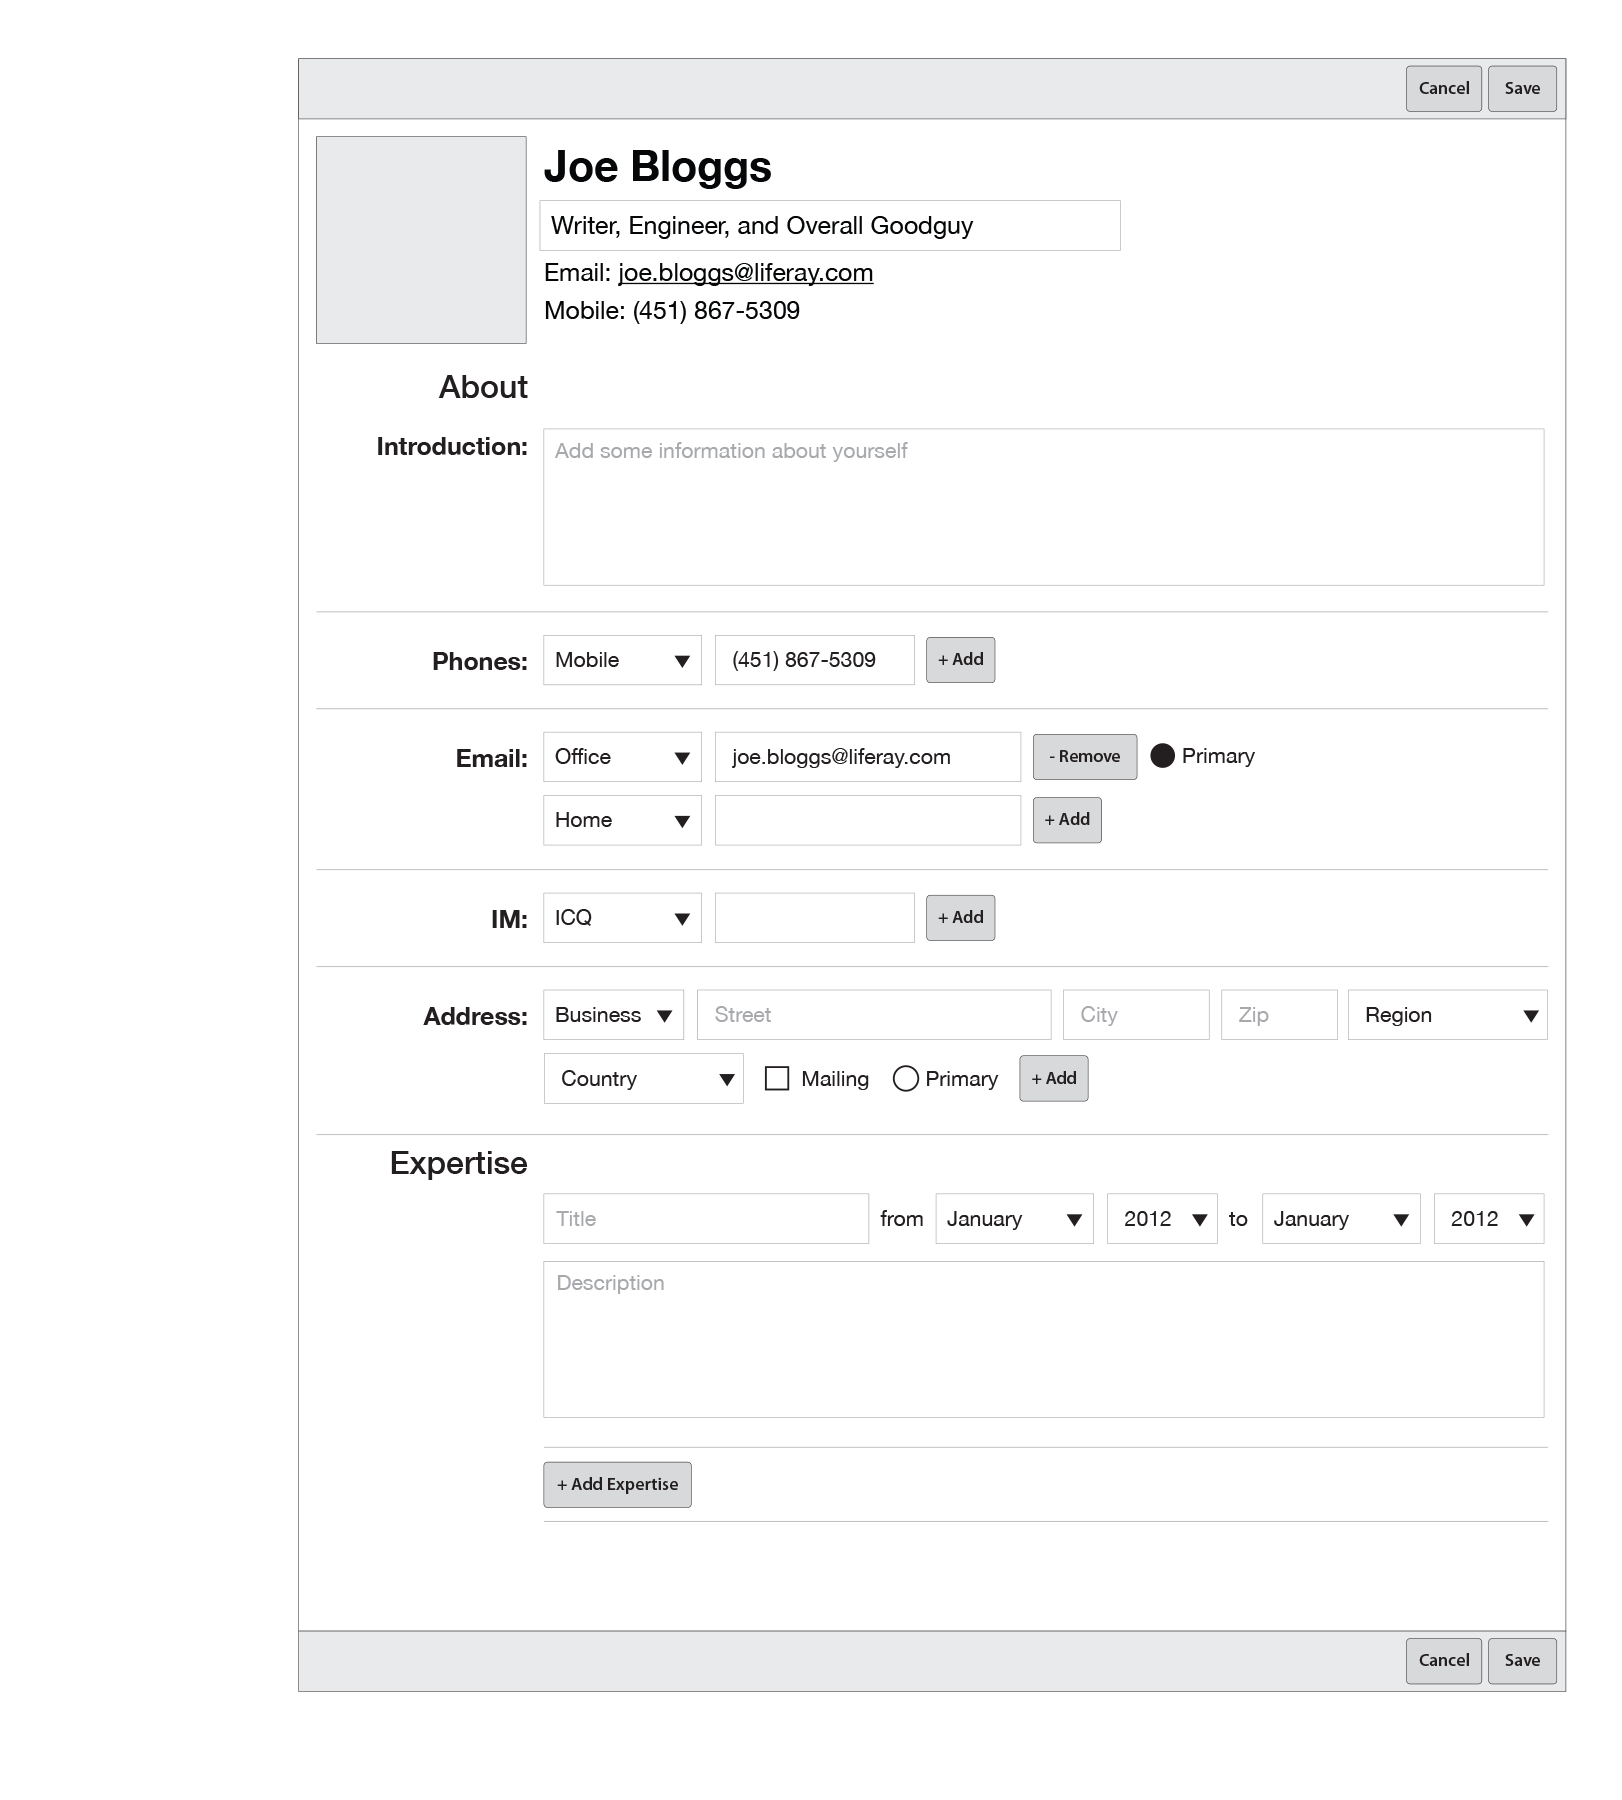 Cancel Save
Joe Bloggs
Writer, Engineer, and Overall Goodguy
Email: joe.bloggs@liferay.com
Mobile: (451) 867-5309
About
Introduction: Add some information about yourself
Phones: Mobile (451) 867-5309 + Add
Email: Office joe.bloggs@liferay.com - Remove Primary
Home + Add
IM: ICQ + Add
Address: Business Street City Zip Region
Country Mailing Primary + Add
Expertise
Title from January 2012 to January 2012
Description
+ Add Expertise
Cancel Save